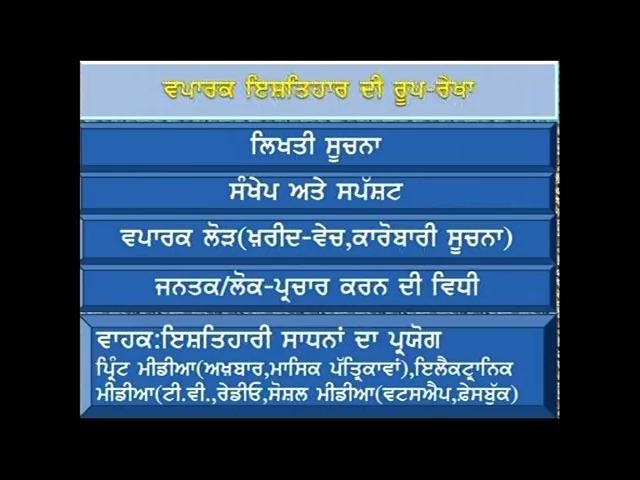 ਵਪਾਰਕ ਇਸ਼ਤਿਹਾਰ ਦੀ ਰੂਪ-ਰੇਖਾ
ਲਿਖਤੀ ਸੂਚਨਾ
ਸੰਖੇਪ ਅਤੇ ਸਪੱਸ਼ਟ
ਵਪਾਰਕ ਲੋੜ(ਖ਼ਰੀਦ-ਵੇਚ,ਕਾਰੋਬਾਰੀ ਸੂਚਨਾ)
ਜਨਤਕ/ਲੋਕ-ਪ੍ਰਚਾਰ ਕਰਨ ਦੀ ਵਿਧੀ
ਵਾਹਕ:ਇਸ਼ਤਿਹਾਰੀ ਸਾਧਨਾਂ ਦਾ ਪ੍ਰਯੋਗ
ਪ੍ਰਿੰਟ ਮੀਡੀਆ(ਅਖ਼ਬਾਰ,ਮਾਸਿਕ ਪੱਤ੍ਰਿਕਾਵਾਂ),ਇਲੈਕਟ੍ਰਾਨਿਕ
ਮੀਡੀਆ(ਟੀ.ਵੀ.,ਰੇਡੀਓ,ਸੋਸ਼ਲ ਮੀਡੀਆ(ਵਟਸਐਪ,ਫ਼ੇਸਬੁੱਕ)